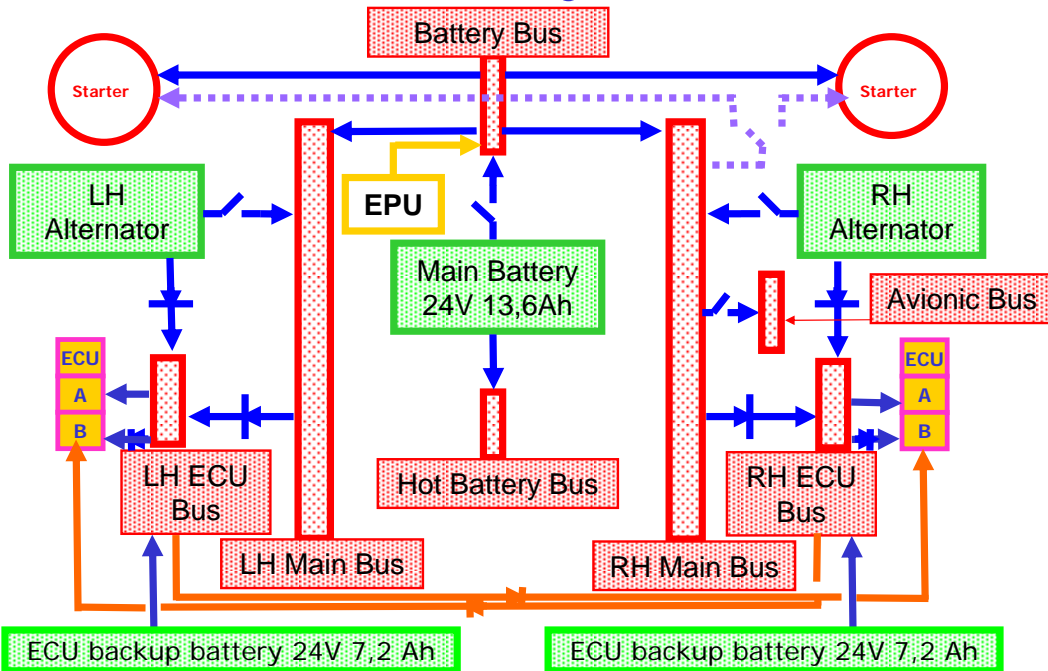 Battery Bus
Starter
Starter
LH
Alternator
EPU
RH
Alternator
Main Battery
24V 13,6Ah
Avionic Bus
ECU
A
B
ECU
A
B
LH ECU
Bus
Hot Battery Bus
RH ECU
Bus
LH Main Bus
RH Main Bus
ECU backup battery 24V 7,2 Ah
ECU backup battery 24V 7,2 Ah